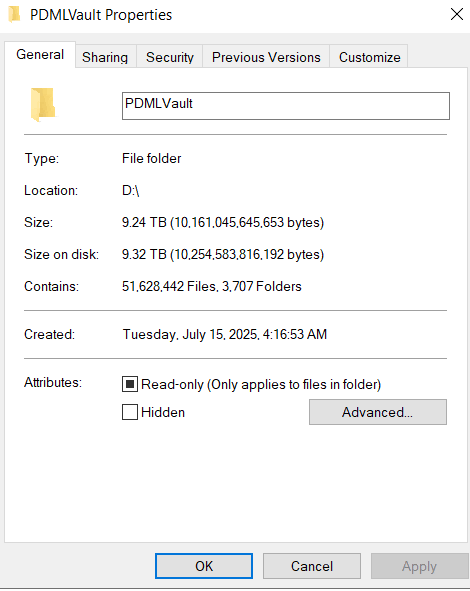 PDMLVault Properties
General Sharing Security Previous Versions Customize
PDMLVault
Type: File folder
Location: D:\
Size: 9.24 TB (10,161,045,645,653 bytes)
Size on disk: 9.32 TB (10,254,583,816,192 bytes)
Contains: 51,628,442 Files, 3,707 Folders
Created: Tuesday, July 15, 2025, 4:16:53 AM
Attributes: Read-only (Only applies to files in folder)
Hidden Advanced...
OK Cancel Apply